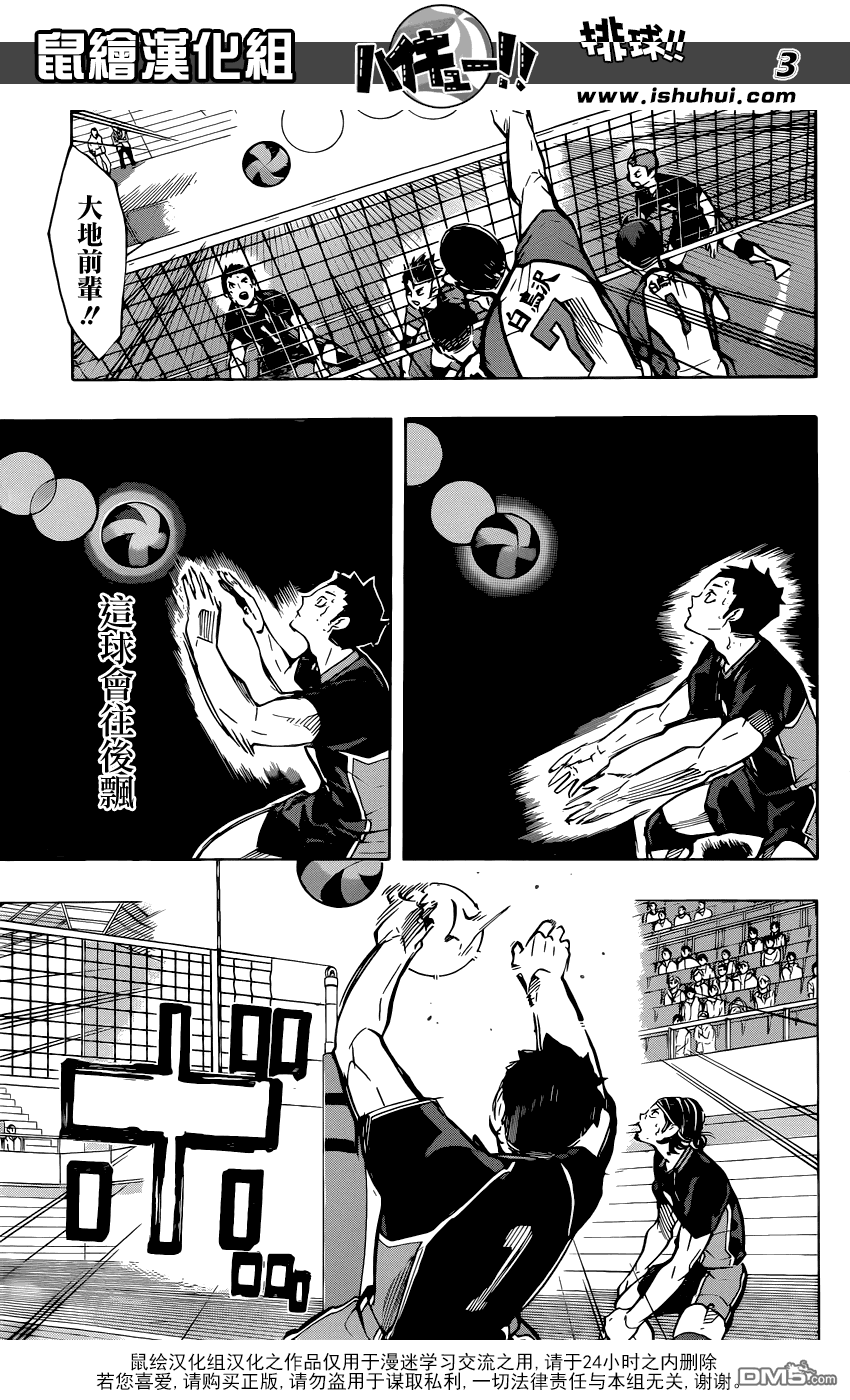 鼠繪漢化組
ハイキュー!!
排球!!
3
www.ishuhui.com
大地前輩!!
白鳥沢
7
1
這球會往後飄
1
鼠绘汉化组汉化之作品仅用于漫迷学习交流之用, 请于24小时之内删除
若您喜爱, 请购买正版, 请勿盗用于谋取私利, 一切法律责任与本组无关, 谢谢。
DM5.com